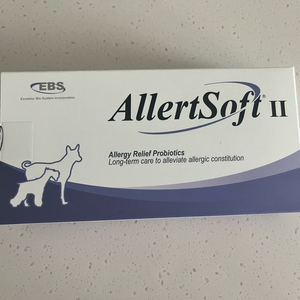 EBS
AllertSoft® II
Allergy Relief Probiotics
Long-term care to alleviate allergic constitution